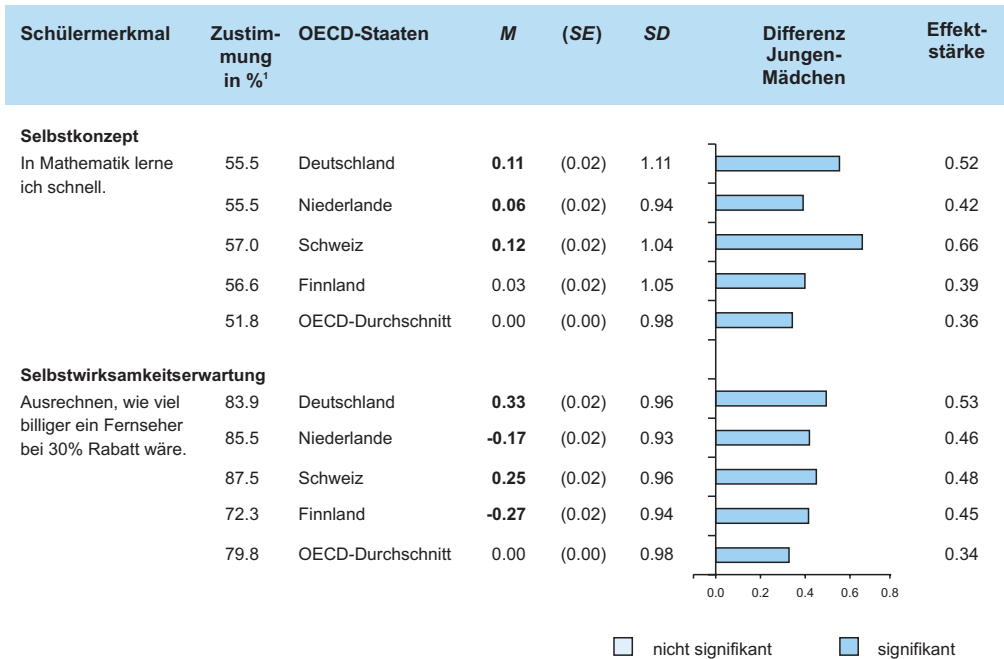 Schülermerkmal Zustim- OECD-Staaten M (SE) SD Differenz Effekt-
mung Jungen- stärke
in %¹ Mädchen
Selbstkonzept
In Mathematik lerne 55.5 Deutschland 0.11 (0.02) 1.11 0.52
ich schnell.
55.5 Niederlande 0.06 (0.02) 0.94 0.42
57.0 Schweiz 0.12 (0.02) 1.04 0.66
56.6 Finnland 0.03 (0.02) 1.05 0.39
51.8 OECD-Durchschnitt 0.00 (0.00) 0.98 0.36
Selbstwirksamkeitserwartung
Ausrechnen, wie viel 83.9 Deutschland 0.33 (0.02) 0.96 0.53
billiger ein Fernseher
bei 30% Rabatt wäre. 85.5 Niederlande -0.17 (0.02) 0.93 0.46
87.5 Schweiz 0.25 (0.02) 0.96 0.48
72.3 Finnland -0.27 (0.02) 0.94 0.45
79.8 OECD-Durchschnitt 0.00 (0.00) 0.98 0.34
0.0 0.2 0.4 0.6 0.8
nicht signifikant signifikant